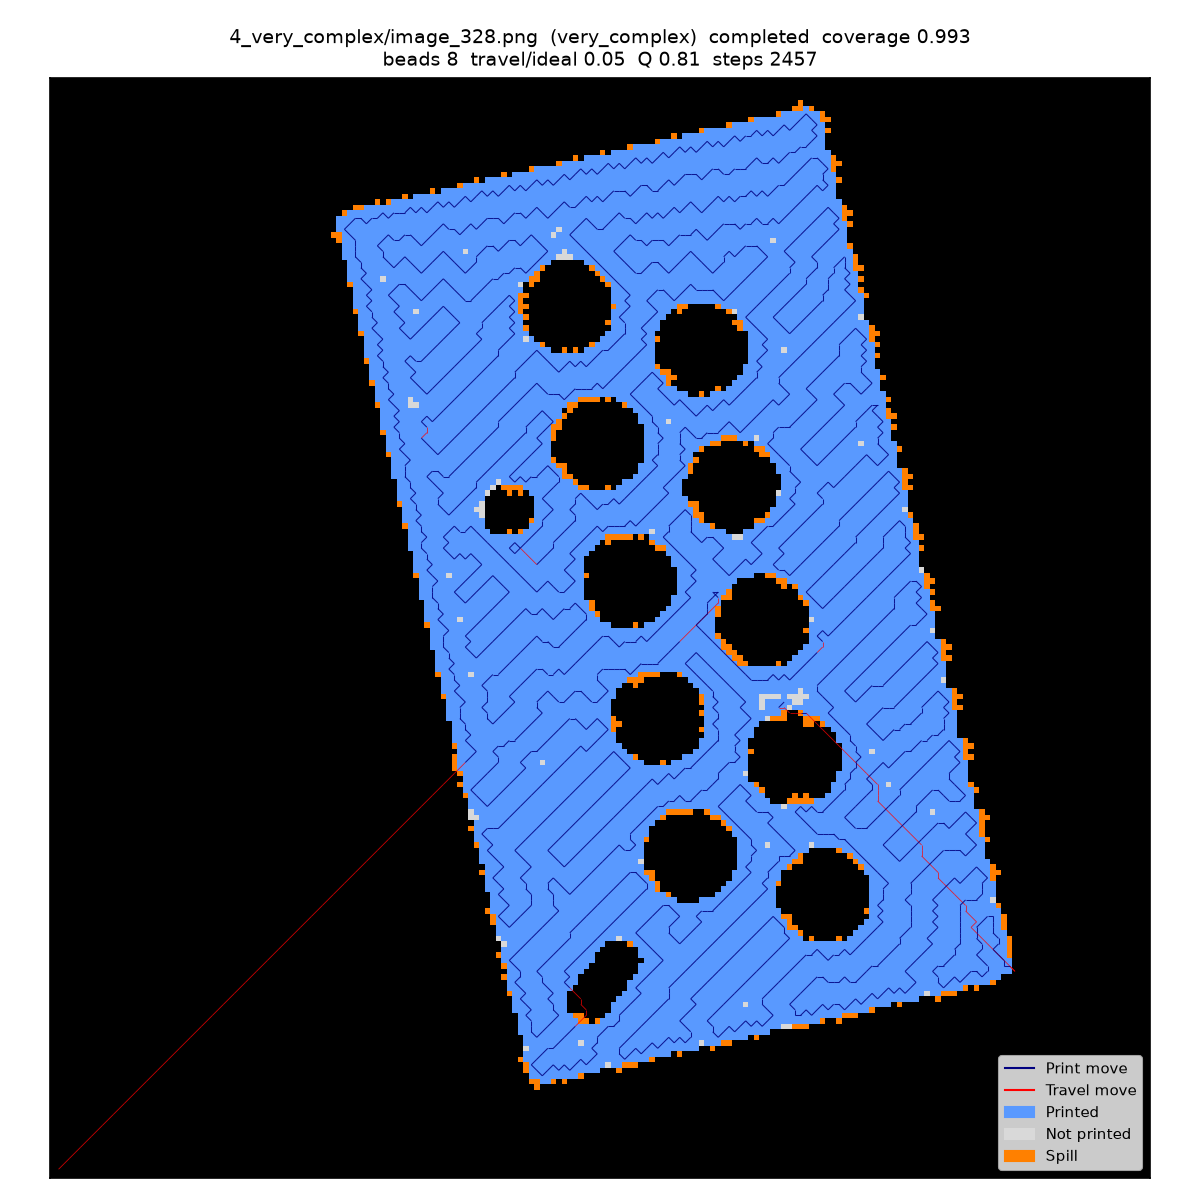 4_very_complex/image_328.png  (very_complex)  completed  coverage 0.993
beads 8  travel/ideal 0.05  Q 0.81  steps 2457
Print move
Travel move
Printed
Not printed
Spill